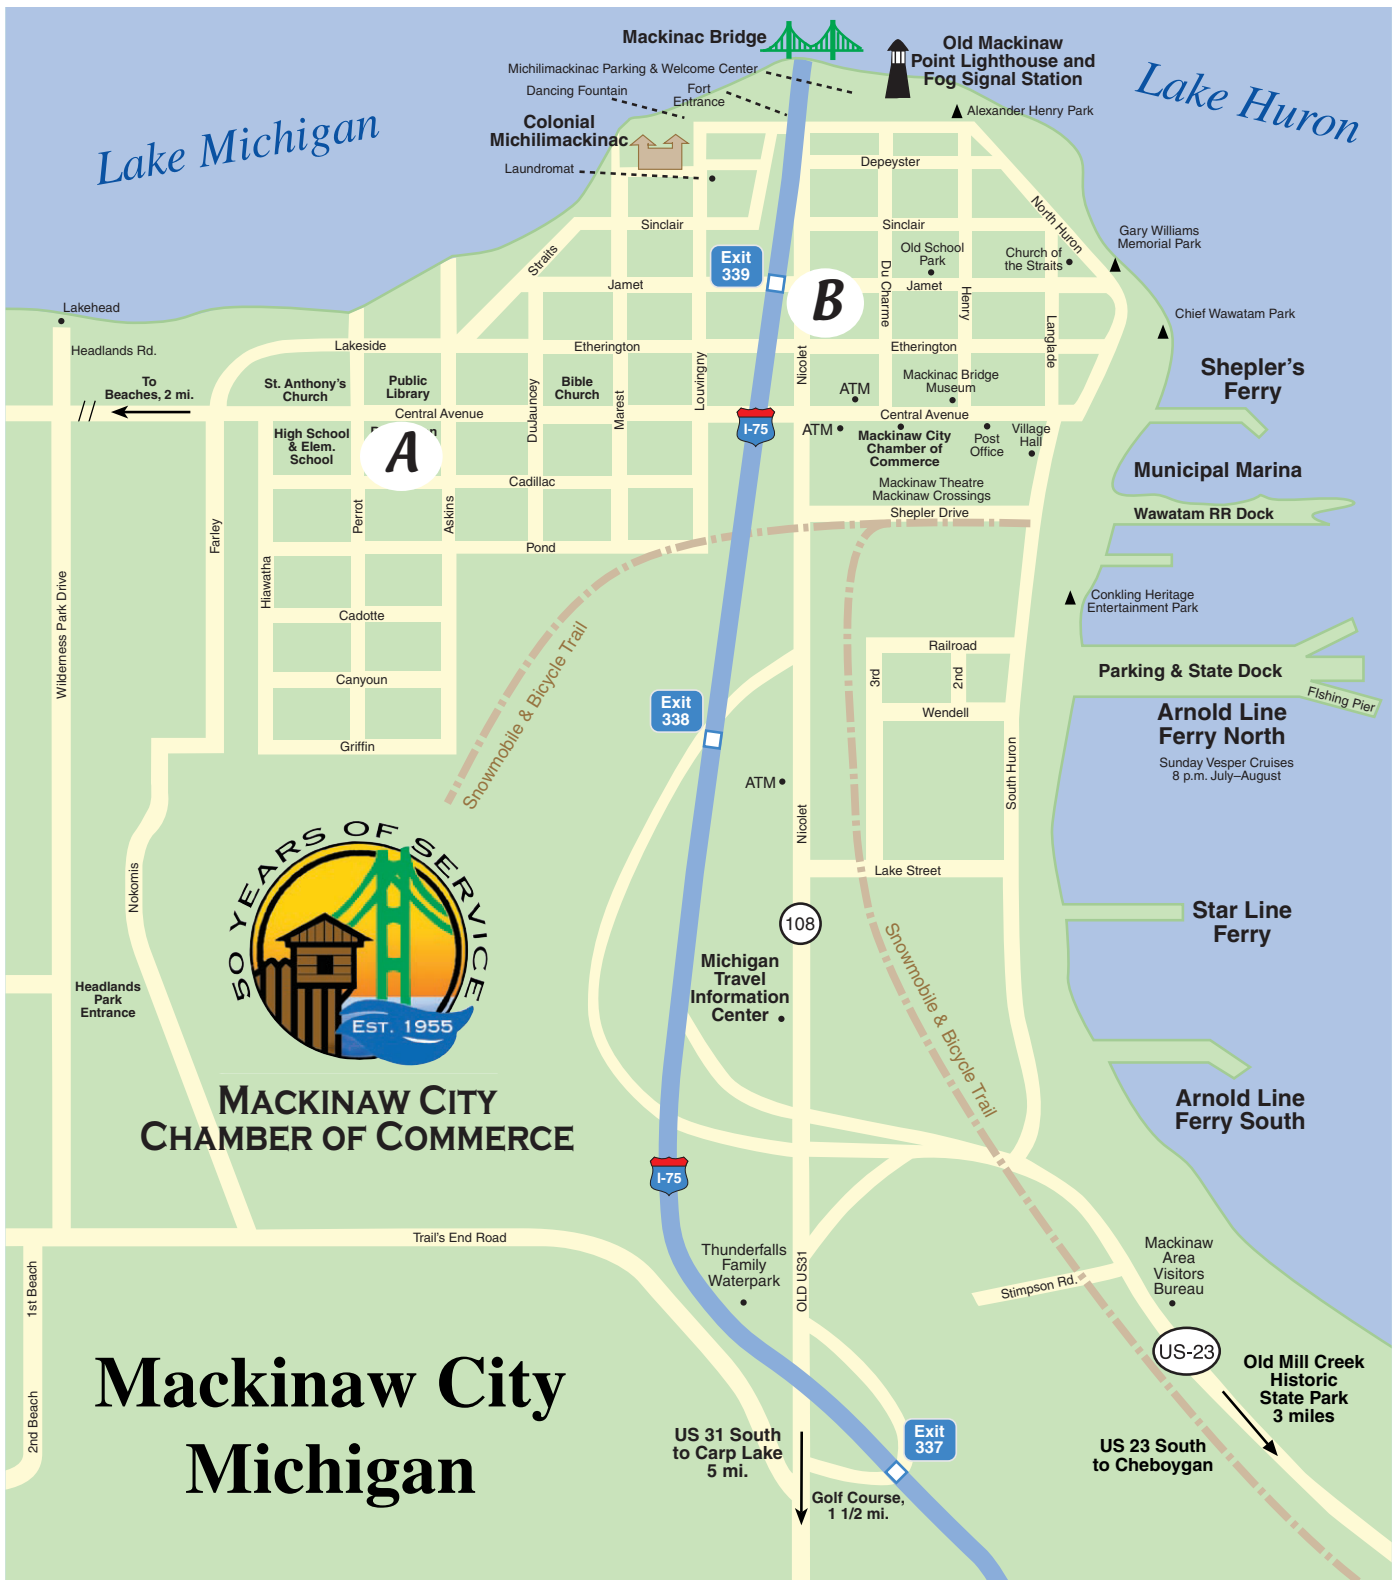 Mackinac Bridge
Old Mackinaw
Point Lighthouse and
Fog Signal Station
Lake Huron
Michilimackinac Parking & Welcome Center
Dancing Fountain
Fort
Entrance
Alexander Henry Park
Colonial
Michilimackinac
Lake Michigan
Laundromat
Depeyster
North Huron
Sinclair
Sinclair
Gary Williams
Memorial Park
Straits
Exit
339
Old School
Park
Church of
the Straits
Du Charme
Jamet
Jamet
Henry
B
Lakehead
Chief Wawatam Park
Langlade
Headlands Rd.
Lakeside
Etherington
Etherington
Nicolet
Louvingny
Shepler's
Ferry
To
Beaches, 2 mi.
St. Anthony's
Church
Public
Library
DuJauncey
Bible
Church
Marest
ATM
Mackinac Bridge
Museum
Central Avenue
Central Avenue
I-75
ATM
High School
& Elem.
School
A
Mackinaw City
Chamber of
Commerce
Post
Office
Village
Hall
Municipal Marina
Cadillac
Mackinaw Theatre
Mackinaw Crossings
Wawatam RR Dock
Shepler Drive
Perrot
Askins
Farley
Pond
Hiawatha
Wilderness Park Drive
Cadotte
Conkling Heritage
Entertainment Park
Snowmobile & Bicycle Trail
Railroad
3rd
2nd
Parking & State Dock
FIshing Pier
Canyoun
Exit
338
Wendell
Arnold Line
Ferry North
Sunday Vesper Cruises
8 p.m. July–August
Griffin
South Huron
ATM
Nicolet
50 YEARS OF SERVICE
Lake Street
Nokomis
108
Star Line
Ferry
Snowmobile & Bicycle Trail
Michigan
Travel
Information
Center
Headlands
Park
Entrance
EST. 1955
MACKINAW CITY
CHAMBER OF COMMERCE
Arnold Line
Ferry South
I-75
Trail's End Road
Thunderfalls
Family
Waterpark
OLD US31
Mackinaw
Area
Visitors
Bureau
Stimpson Rd.
1st Beach
US-23
Old Mill Creek
Historic
State Park
3 miles
Mackinaw City
Michigan
2nd Beach
US 31 South
to Carp Lake
5 mi.
Exit
337
US 23 South
to Cheboygan
Golf Course,
1 1/2 mi.